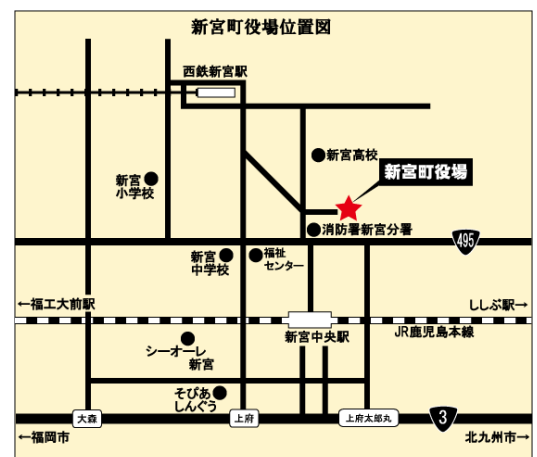 新宮町役場位置図
西鉄新宮駅
新宮高校
新宮町役場
新宮
小学校
消防署新宮分署
495
新宮
中学校
福祉
センター
←福工大前駅
ししぶ駅→
新宮中央駅
JR鹿児島本線
シーオーレ
新宮
そぴあ
しんぐう
大森
上府
上府太郎丸
3
←福岡市
北九州市→